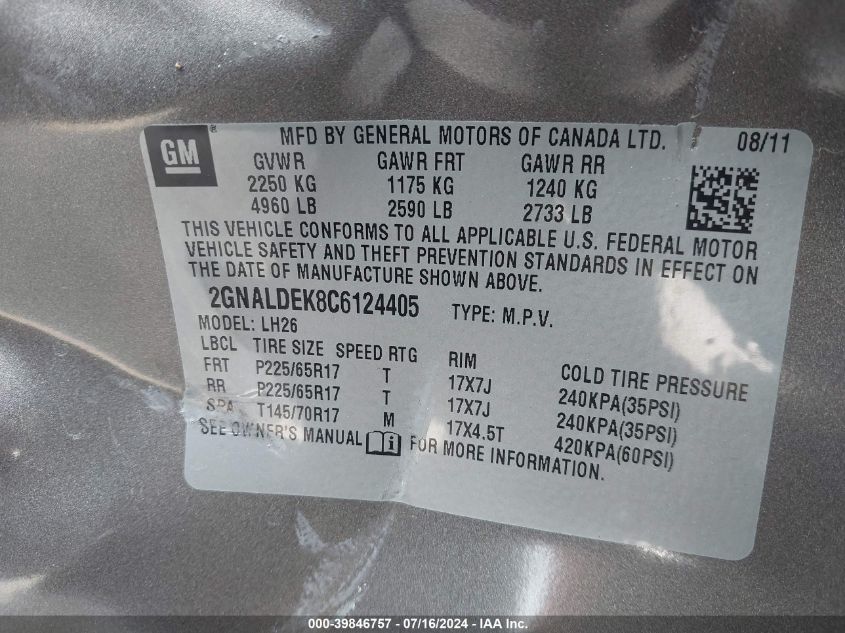 GM ® MFD BY GENERAL MOTORS OF CANADA LTD. 08/11
GVWR GAWR FRT GAWR RR
2250 KG 1175 KG 1240 KG
4960 LB 2590 LB 2733 LB
THIS VEHICLE CONFORMS TO ALL APPLICABLE U.S. FEDERAL MOTOR
VEHICLE SAFETY AND THEFT PREVENTION STANDARDS IN EFFECT ON
THE DATE OF MANUFACTURE SHOWN ABOVE.
2GNALDEK8C6124405 TYPE: M.P.V.
MODEL: LH26
LBCL TIRE SIZE SPEED RTG RIM COLD TIRE PRESSURE
FRT P225/65R17 T 17X7J 240KPA(35PSI)
RR P225/65R17 T 17X7J 240KPA(35PSI)
SPA T145/70R17 M 17X4.5T 420KPA(60PSI)
SEE OWNER'S MANUAL FOR MORE INFORMATION.
000-39846757 - 07/16/2024 - IAA Inc.